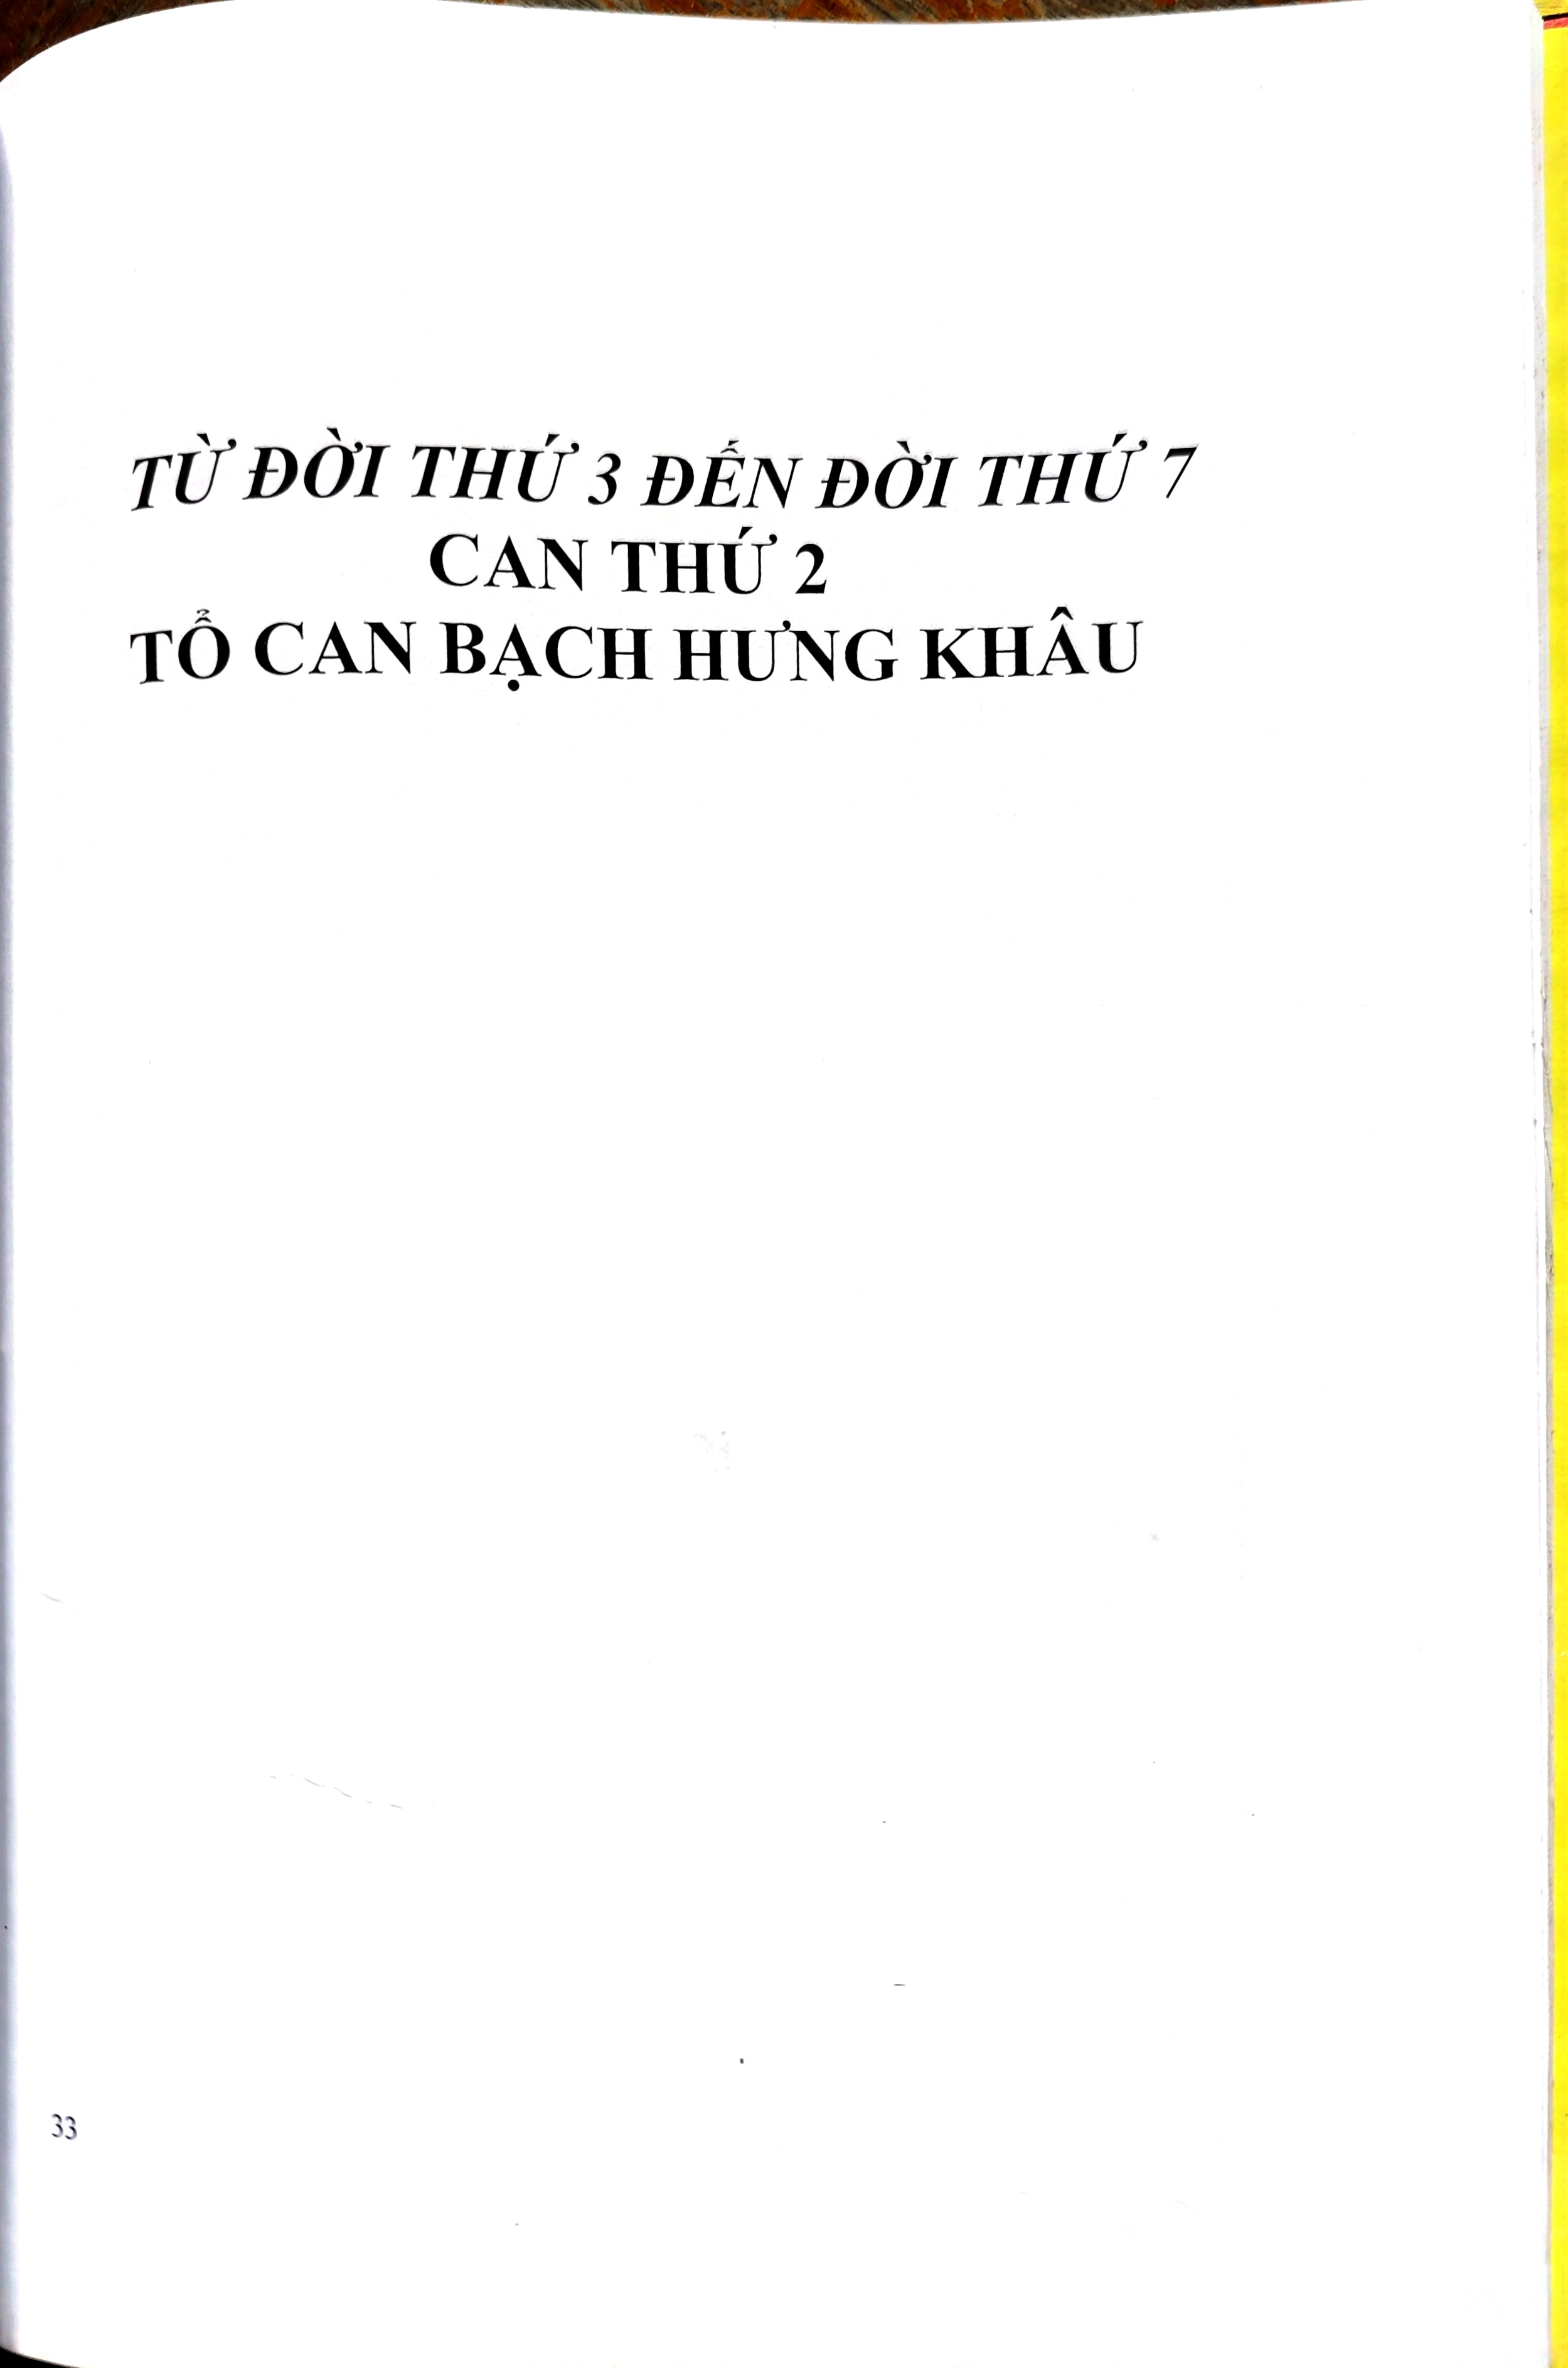 TỪ ĐỜI THỨ 3 ĐẾN ĐỜI THỨ 7
CAN THỨ 2
TỔ CAN BẠCH HƯNG KHÂU
33